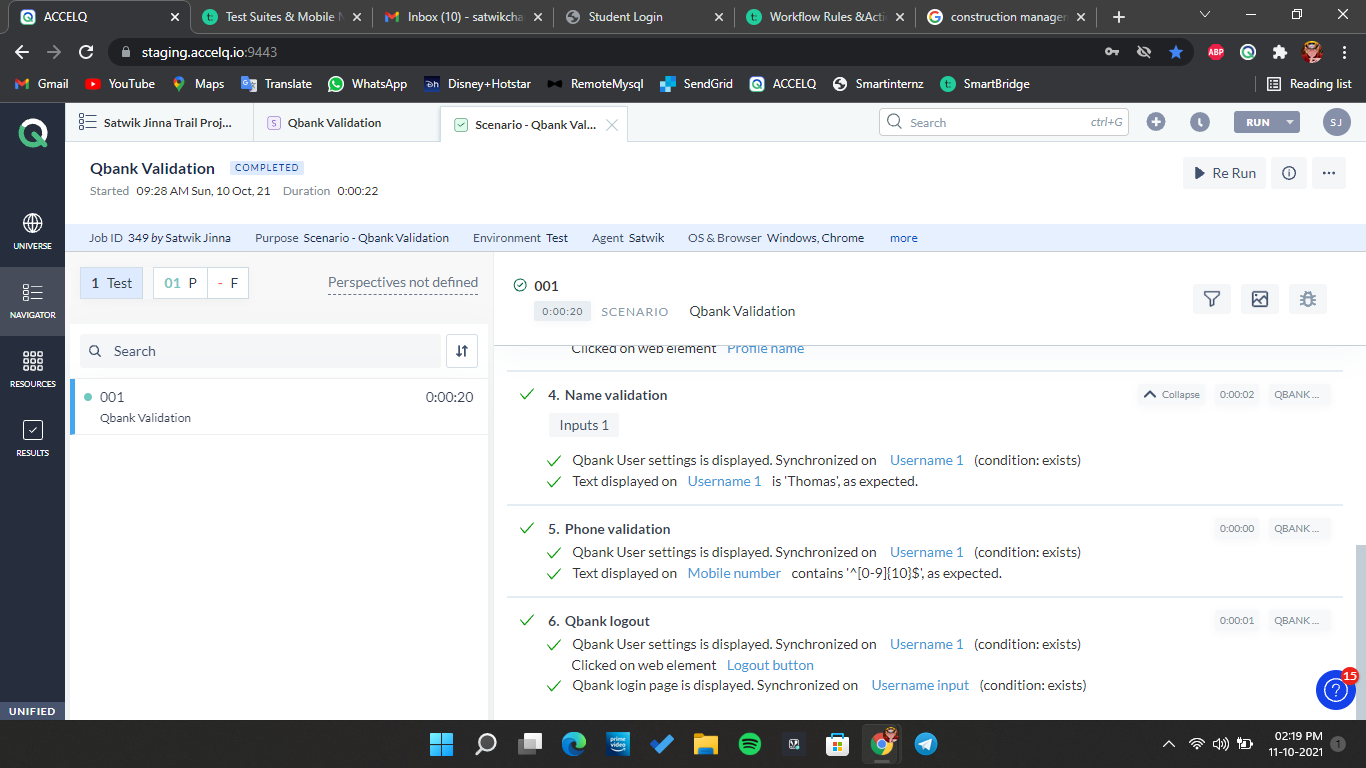 ACCELQ
Test Suites & Mobile
Inbox (10) - satwikcha
Student Login
Workflow Rules &Acti
construction manager
staging.accelq.io:9443
ABP
Gmail
YouTube
Maps
Translate
WhatsApp
Disney+Hotstar
RemoteMysql
SendGrid
ACCELQ
Smartinternz
SmartBridge
Reading list
Satwik Jinna Trail Proj...
S Qbank Validation
Scenario - Qbank Val...
Search ctrl+G
RUN
SJ
Qbank Validation COMPLETED
Started 09:28 AM Sun, 10 Oct, 21 Duration 0:00:22
Re Run
Job ID 349 by Satwik Jinna Purpose Scenario - Qbank Validation Environment Test Agent Satwik OS & Browser Windows, Chrome more
UNIVERSE
NAVIGATOR
RESOURCES
RESULTS
UNIFIED
1 Test 01 P - F Perspectives not defined
Search
001 0:00:20
Qbank Validation
001
0:00:20 SCENARIO Qbank Validation
Clicked on web element Profile name
4. Name validation Collapse 0:00:02 QBANK ...
Inputs 1
Qbank User settings is displayed. Synchronized on Username 1 (condition: exists)
Text displayed on Username 1 is 'Thomas', as expected.
5. Phone validation 0:00:00 QBANK ...
Qbank User settings is displayed. Synchronized on Username 1 (condition: exists)
Text displayed on Mobile number contains '^[0-9]{10}$', as expected.
6. Qbank logout 0:00:01 QBANK ...
Qbank User settings is displayed. Synchronized on Username 1 (condition: exists)
Clicked on web element Logout button
Qbank login page is displayed. Synchronized on Username input (condition: exists)
15
prime video
02:19 PM
11-10-2021
1